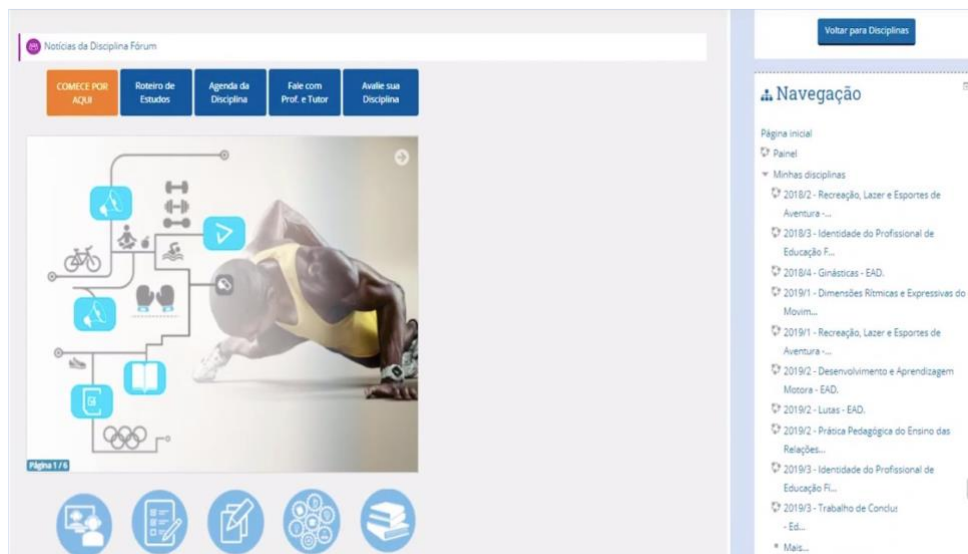 Notícias da Disciplina Fórum
COMECE POR
AQUI
Roteiro de
Estudos
Agenda da
Disciplina
Fale com
Prof. e Tutor
Avalie sua
Disciplina
Página 1 / 6
Voltar para Disciplinas
Navegação
Página inicial
Painel
Minhas disciplinas
2018/2 - Recreação, Lazer e Esportes de
Aventura -...
2018/3 - Identidade do Profissional de
Educação F...
2018/4 - Ginásticas - EAD.
2019/1 - Dimensões Rítmicas e Expressivas do
Movim...
2019/1 - Recreação, Lazer e Esportes de
Aventura -...
2019/2 - Desenvolvimento e Aprendizagem
Motora - EAD.
2019/2 - Lutas - EAD.
2019/2 - Prática Pedagógica do Ensino das
Relações...
2019/3 - Identidade do Profissional de
Educação Fí...
2019/3 - Trabalho de Conclus
- Ed...
Mais...